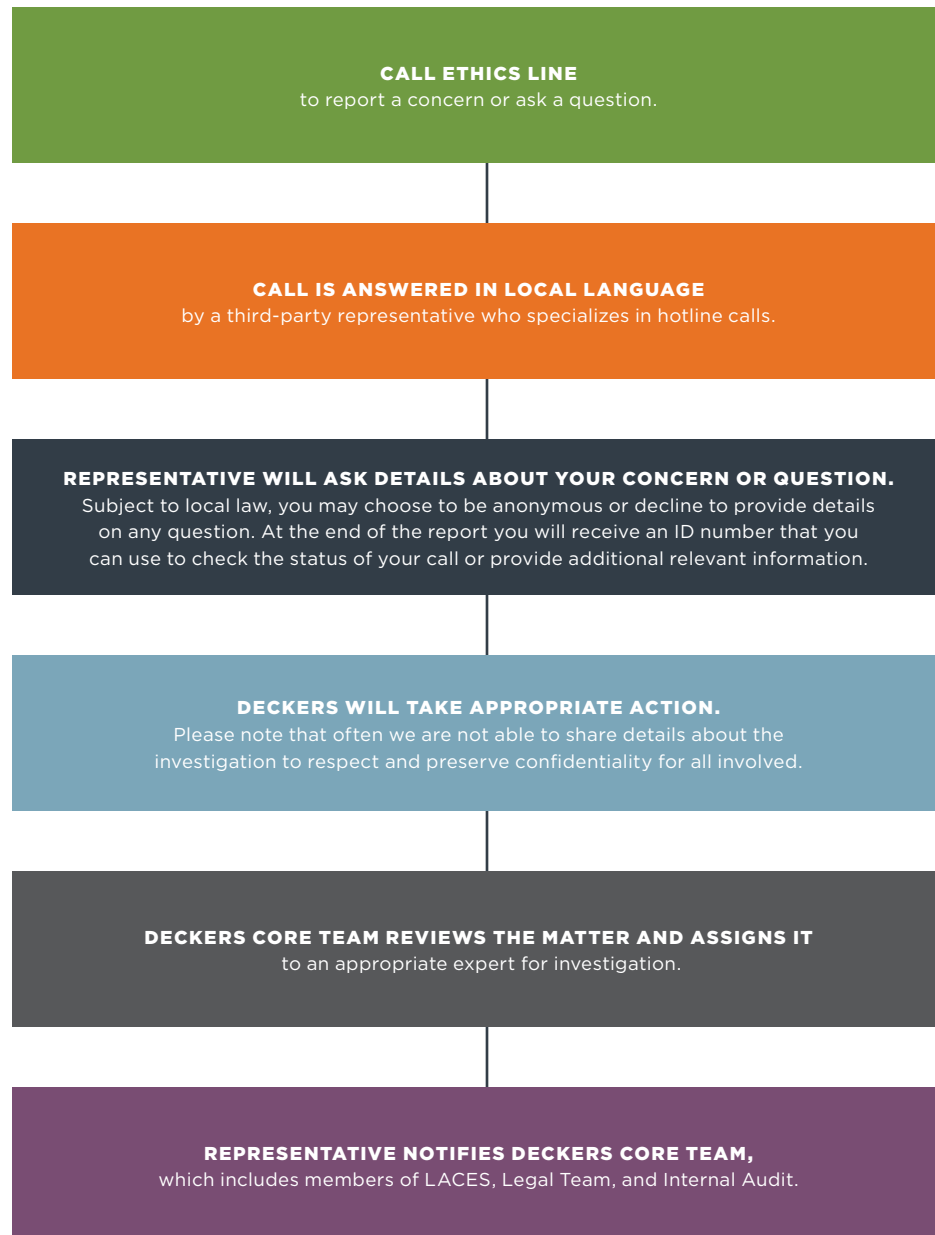 CALL ETHICS LINE
to report a concern or ask a question.
CALL IS ANSWERED IN LOCAL LANGUAGE
by a third-party representative who specializes in hotline calls.
REPRESENTATIVE WILL ASK DETAILS ABOUT YOUR CONCERN OR QUESTION.
Subject to local law, you may choose to be anonymous or decline to provide details
on any question. At the end of the report you will receive an ID number that you
can use to check the status of your call or provide additional relevant information.
DECKERS WILL TAKE APPROPRIATE ACTION.
Please note that often we are not able to share details about the
investigation to respect and preserve confidentiality for all involved.
DECKERS CORE TEAM REVIEWS THE MATTER AND ASSIGNS IT
to an appropriate expert for investigation.
REPRESENTATIVE NOTIFIES DECKERS CORE TEAM,
which includes members of LACES, Legal Team, and Internal Audit.